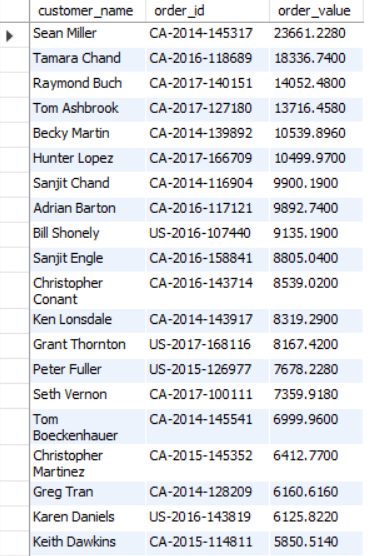 customer_name order_id order_value
Sean Miller CA-2014-145317 23661.2280
Tamara Chand CA-2016-118689 18336.7400
Raymond Buch CA-2017-140151 14052.4800
Tom Ashbrook CA-2017-127180 13716.4580
Becky Martin CA-2014-139892 10539.8960
Hunter Lopez CA-2017-166709 10499.9700
Sanjit Chand CA-2014-116904 9900.1900
Adrian Barton CA-2016-117121 9892.7400
Bill Shonely US-2016-107440 9135.1900
Sanjit Engle CA-2016-158841 8805.0400
Christopher CA-2016-143714 8539.0200
Conant
Ken Lonsdale CA-2014-143917 8319.2900
Grant Thornton US-2017-168116 8167.4200
Peter Fuller US-2015-126977 7678.2280
Seth Vernon CA-2017-100111 7359.9180
Tom CA-2014-145541 6999.9600
Boeckenhauer
Christopher CA-2015-145352 6412.7700
Martinez
Greg Tran CA-2014-128209 6160.6160
Karen Daniels US-2016-143819 6125.8220
Keith Dawkins CA-2015-114811 5850.5140